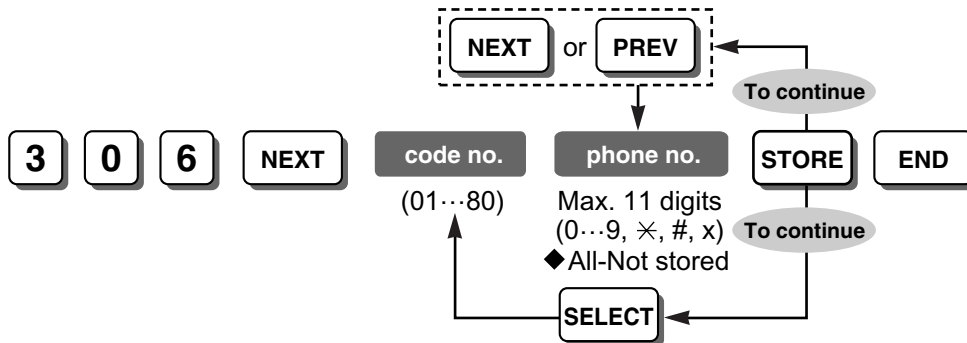 NEXT or PREV
To continue
3 0 6 NEXT code no. phone no. STORE END
(01···80) Max. 11 digits
(0···9, ✳, #, x) To continue
◆All-Not stored
SELECT